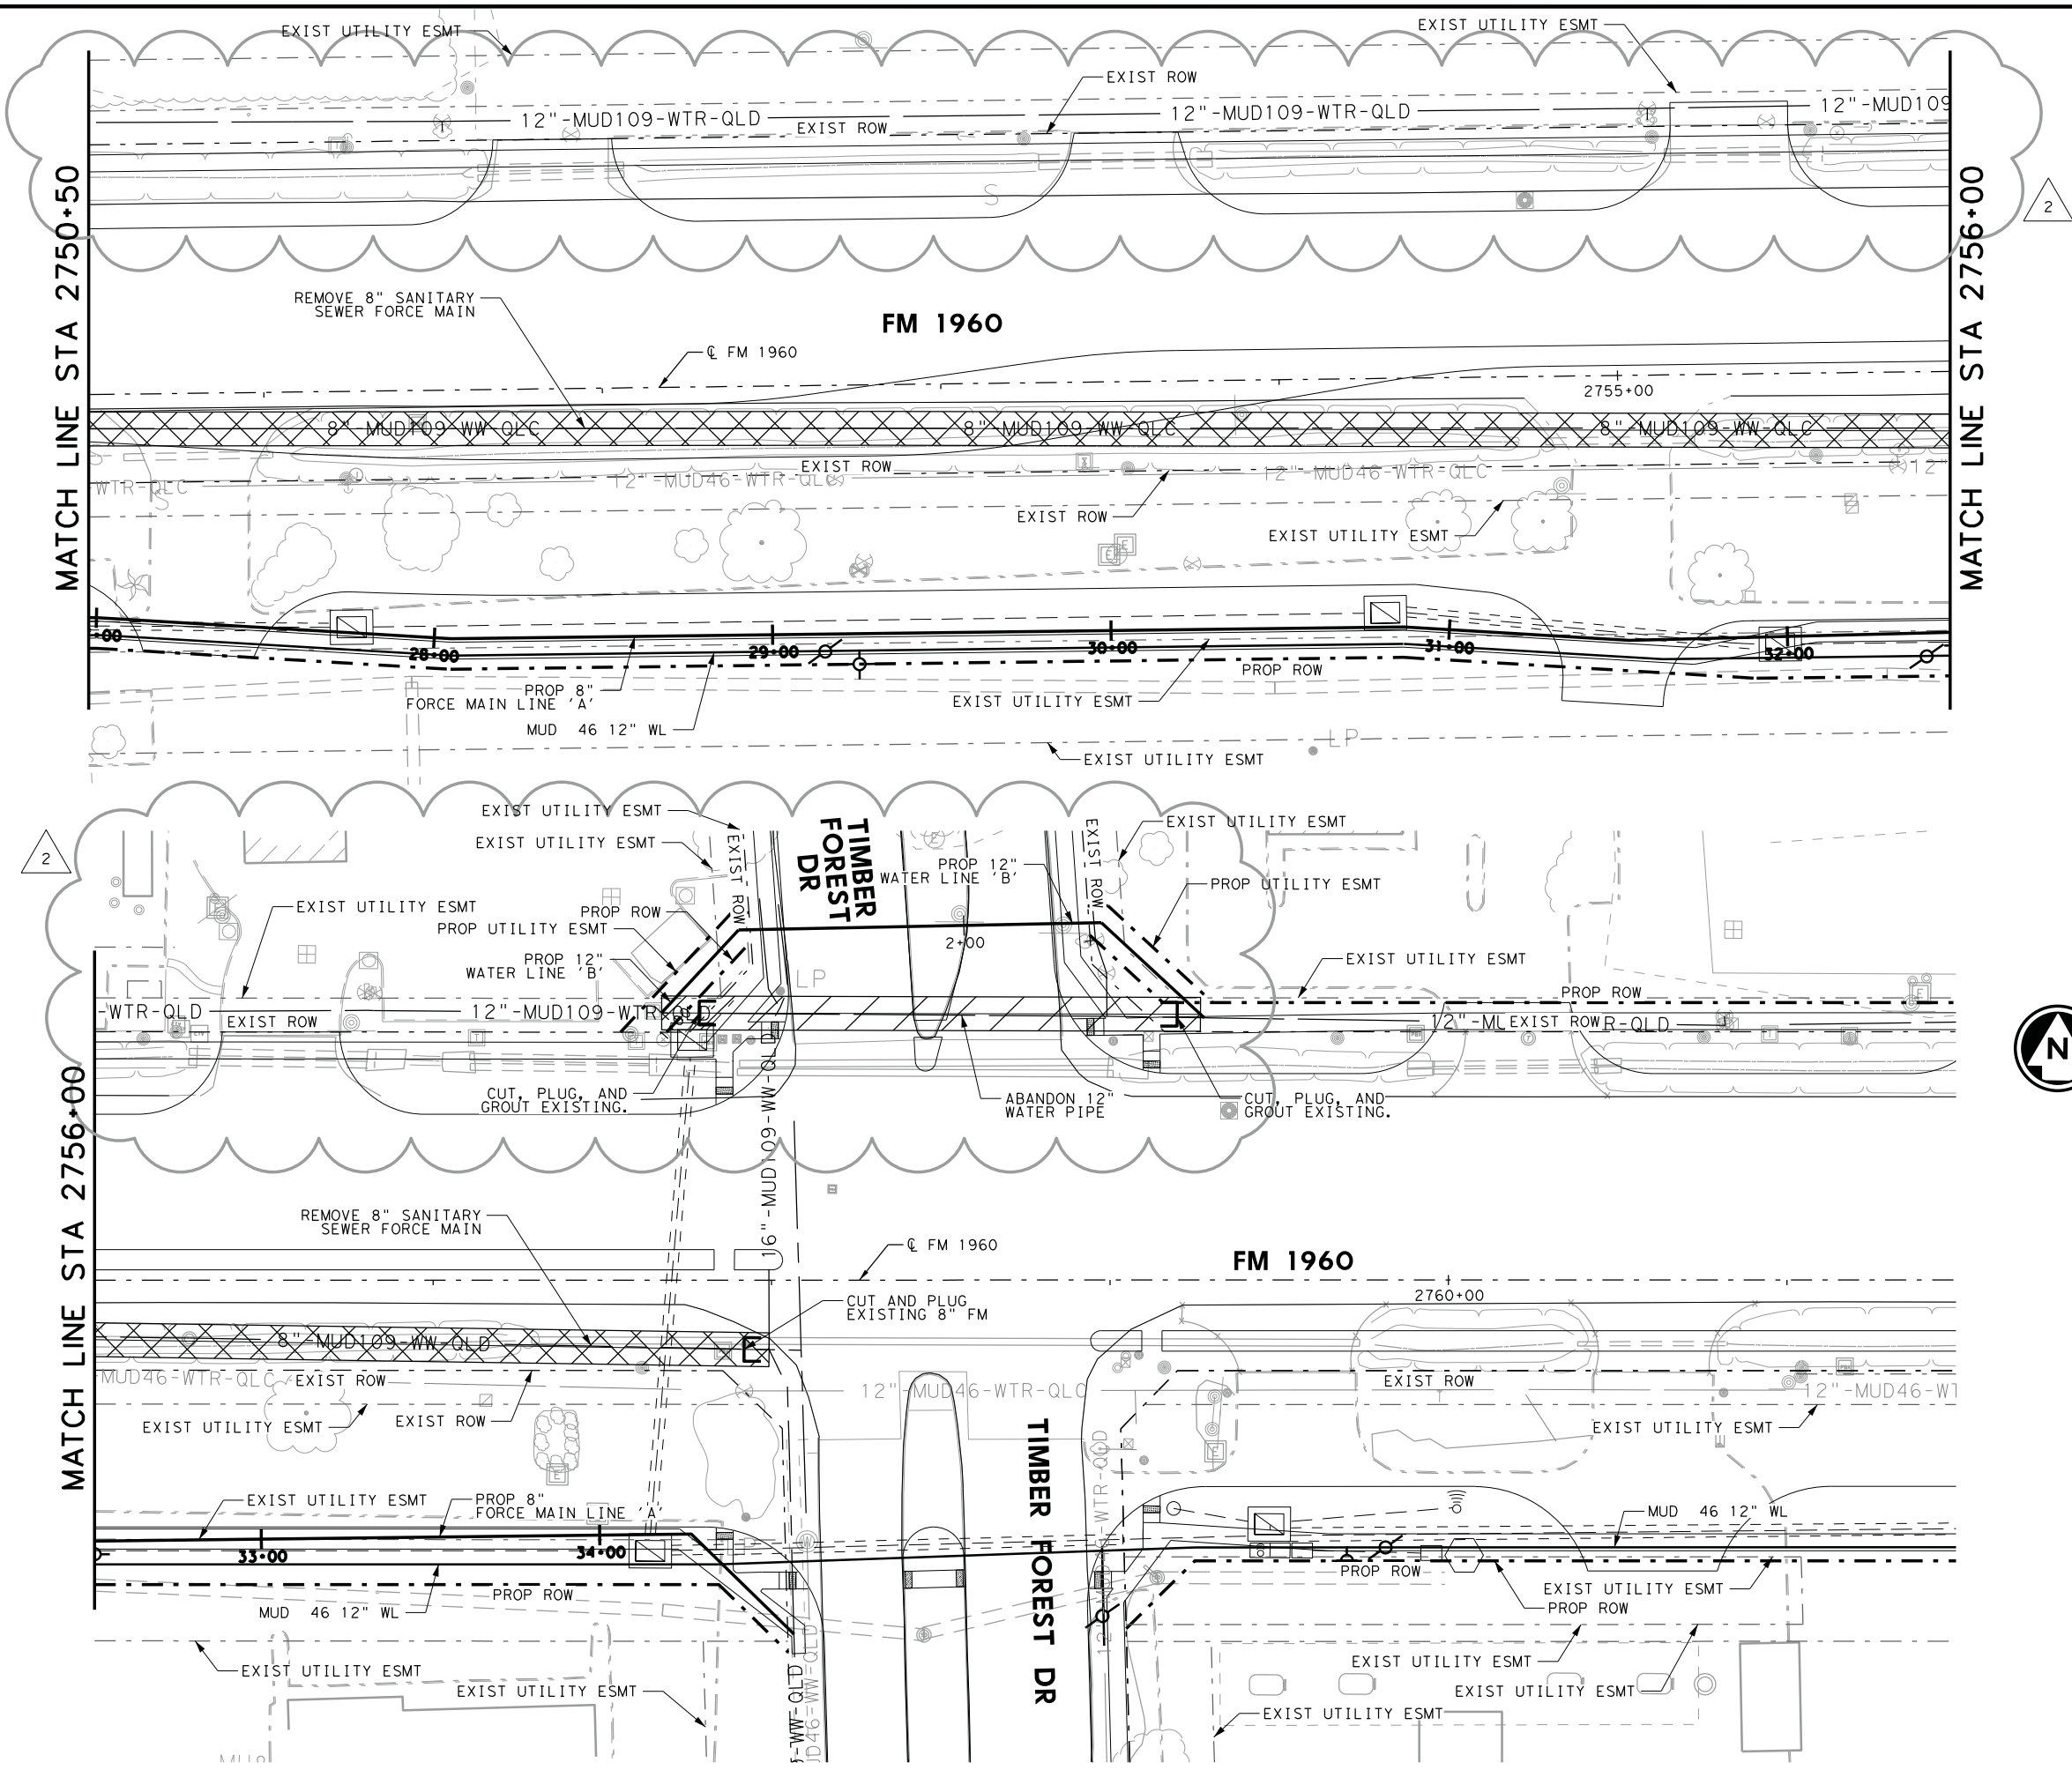 EXIST UTILITY ESMT
EXIST UTILITY ESMT
EXIST ROW
12"-MUD109-WTR-QLD
EXIST ROW
12"-MUD109-WTR-QLD
12"-MUD109
S
MATCH LINE STA 2750+50
MATCH LINE STA 2756+00
2
REMOVE 8" SANITARY
SEWER FORCE MAIN
FM 1960
℄ FM 1960
2755+00
8"-MUD109-WW-QLC
8"-MUD109-WW-QLC
8"-MUD109-WW-QLC
EXIST ROW
WTR-QLC
12"-MUD46-WTR-QLC
12"-MUD46-WTR-QLC
12"
S
EXIST ROW
EXIST UTILITY ESMT
E
E
+00
28+00
29+00
30+00
31+00
32+00
PROP 8"
FORCE MAIN LINE 'A'
MUD 46 12" WL
EXIST UTILITY ESMT
PROP ROW
LP
EXIST UTILITY ESMT
2
EXIST UTILITY ESMT
EXIST UTILITY ESMT
EXIST ROW
TIMBER
FOREST
DR
PROP 12"
WATER LINE 'B'
EXIST ROW
EXIST UTILITY ESMT
PROP UTILITY ESMT
EXIST UTILITY ESMT
PROP ROW
PROP UTILITY ESMT
2+00
PROP 12"
WATER LINE 'B'
EXIST UTILITY ESMT
LP
PROP ROW
-WTR-QLD
EXIST ROW
12"-MUD109-WTR-QLD
12"-MU
EXIST ROW
R-QLD
CUT, PLUG, AND
GROUT EXISTING.
ABANDON 12"
WATER PIPE
CUT, PLUG, AND
GROUT EXISTING.
N
16"-MUD109-WW-QLD
MATCH LINE STA 2756+00
REMOVE 8" SANITARY
SEWER FORCE MAIN
℄ FM 1960
FM 1960
2760+00
CUT AND PLUG
EXISTING 8" FM
8"-MUD109-WW-QLD
MUD46-WTR-QLC
EXIST ROW
12"-MUD46-WTR-QLC
EXIST ROW
12"-MUD46-WT
EXIST UTILITY ESMT
EXIST ROW
EXIST UTILITY ESMT
TIMBER FOREST DR
E
E
EXIST UTILITY ESMT
PROP 8"
FORCE MAIN LINE 'A'
MUD 46 12" WL
33+00
34+00
PROP ROW
MUD 46 12" WL
PROP ROW
EXIST UTILITY ESMT
PROP ROW
EXIST UTILITY ESMT
EXIST UTILITY ESMT
EXIST UTILITY ESMT
EXIST UTILITY ESMT
EXIST UTILITY ESMT
-WW-QLD
UD46-WW-QLD